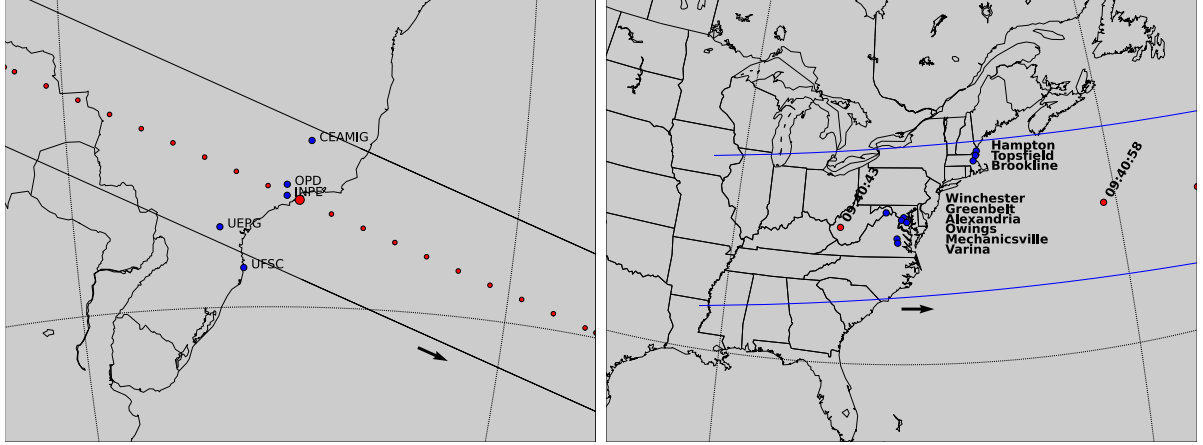 CEAMIG
OPD
INPE
UEPG
UFSC
Hampton
Topsfield
Brookline
09:40:58
09:40:43
Winchester
Greenbelt
Alexandria
Owings
Mechanicsville
Varina